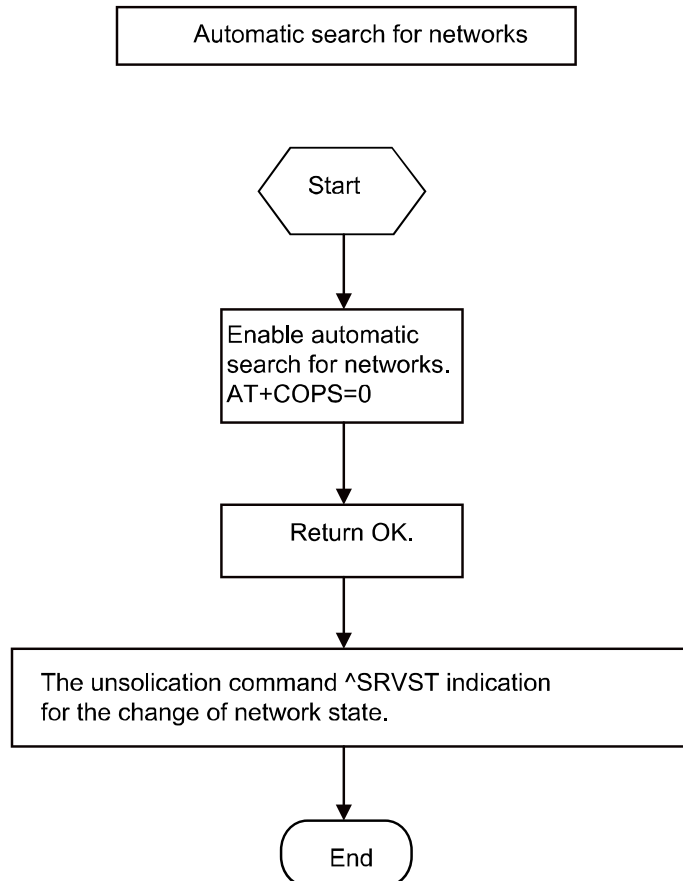 Automatic search for networks
Start
Enable automatic
search for networks.
AT+COPS=0
Return OK.
The unsolication command ^SRVST indication
for the change of network state.
End